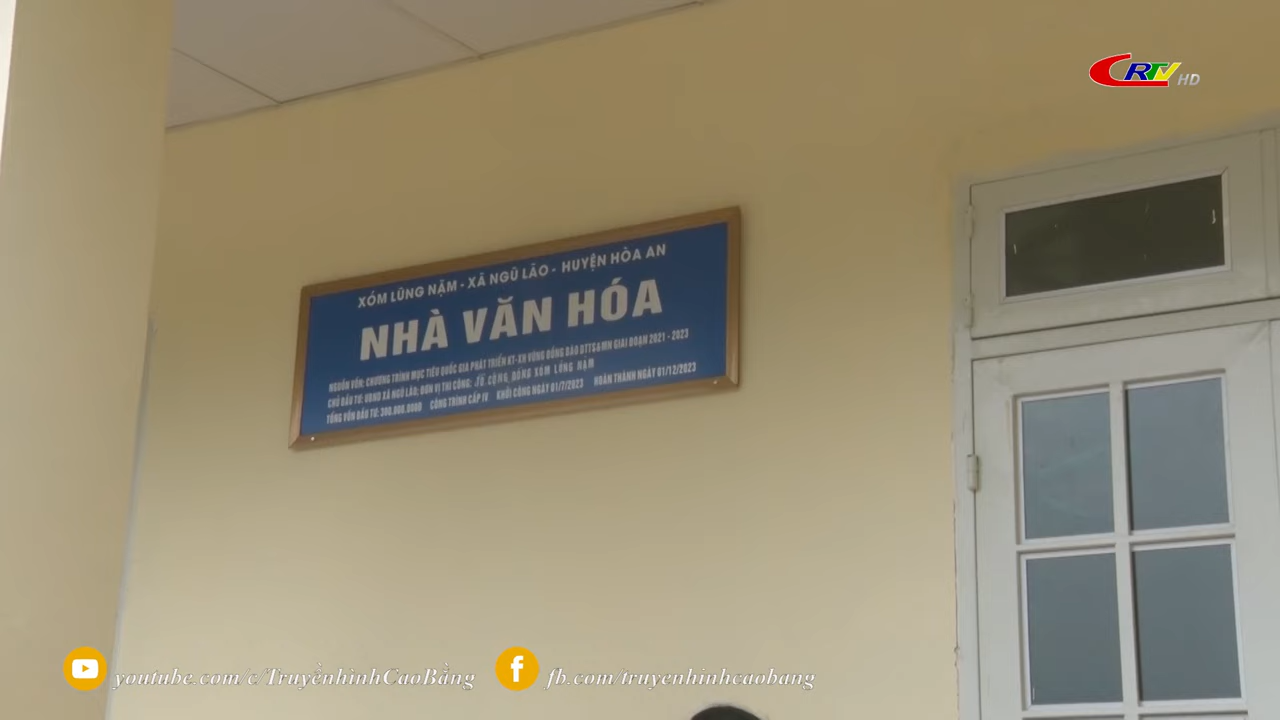 CRTV HD
XÓM LŨNG NẶM - XÃ NGŨ LÃO - HUYỆN HÒA AN
NHÀ VĂN HÓA
NGUỒN VỐN: CHƯƠNG TRÌNH MỤC TIÊU QUỐC GIA PHÁT TRIỂN KT-XH VÙNG ĐỒNG BÀO DTTS&MN GIAI ĐOẠN 2021 - 2023
CHỦ ĐẦU TƯ: UBND XÃ NGŨ LÃO; ĐƠN VỊ THI CÔNG: TỔ CỘNG ĐỒNG XÓM LŨNG NẶM
TỔNG VỐN ĐẦU TƯ: 300.000.000Đ CÔNG TRÌNH CẤP IV KHỞI CÔNG NGÀY 01/7/2023 HOÀN THÀNH NGÀY 01/12/2023
youtube.com/c/TruyềnhìnhCaoBằng fb.com/truyenhinhcaobang